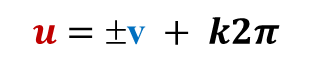 u = ±v + k2π